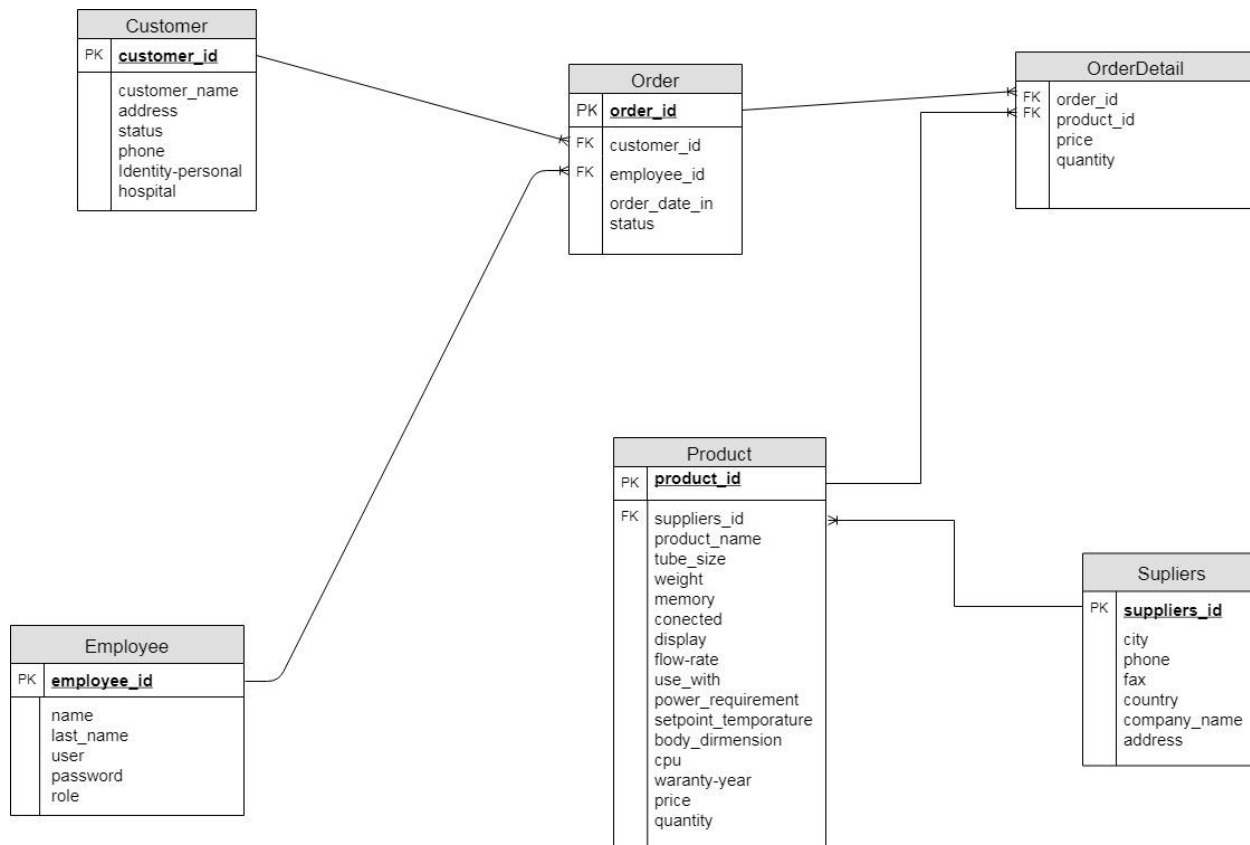 Customer
PK customer_id
customer_name
address
status
phone
Identity-personal
hospital
Order
PK order_id
FK customer_id
FK employee_id
order_date_in
status
OrderDetail
FK order_id
FK product_id
price
quantity
Product
PK product_id
FK suppliers_id
product_name
tube_size
weight
memory
conected
display
flow-rate
use_with
power_requirement
setpoint_temporature
body_dirmension
cpu
waranty-year
price
quantity
Supliers
PK suppliers_id
city
phone
fax
country
company_name
address
Employee
PK employee_id
name
last_name
user
password
role